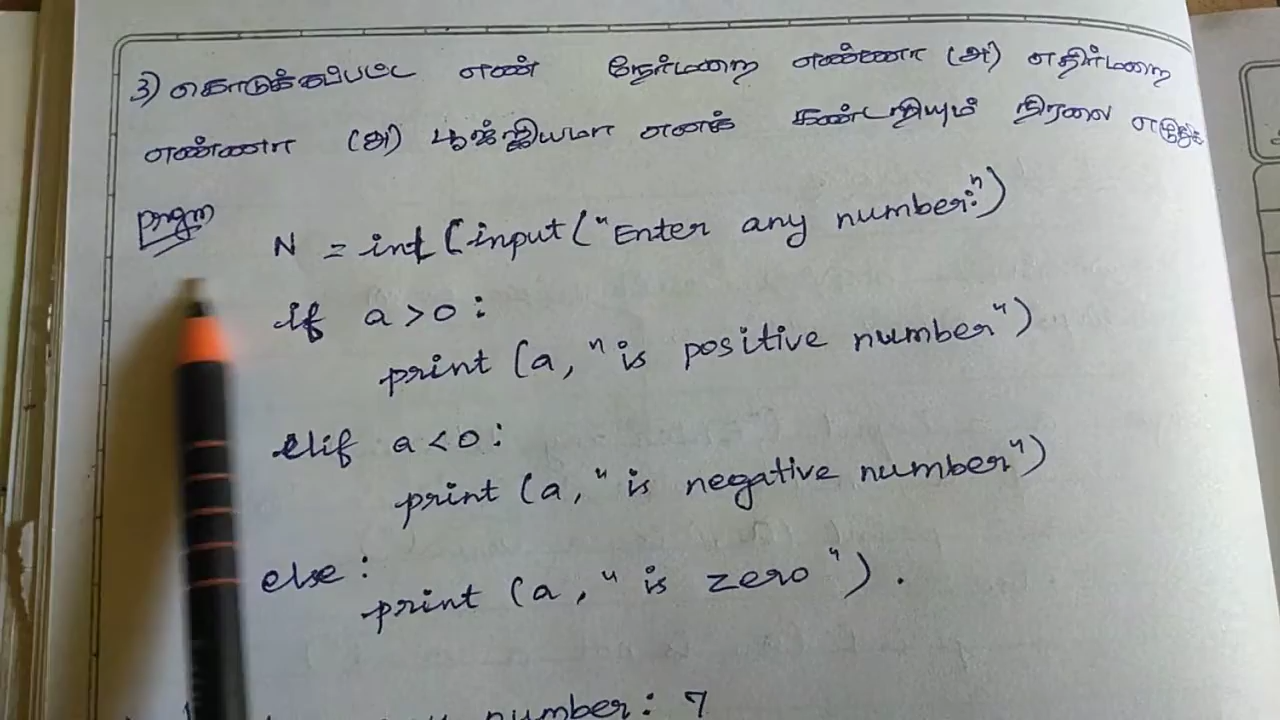 3) கொடுக்கப்பட்ட எண் நேர்மறை எண்ணா (அ) எதிர்மறை
எண்ணா (அ) பூஜ்ஜியமா எனக் கண்டறியும் நிரலை எழுதுக
Prgm
N = int (input ("Enter any number:")
if a>0:
print (a, "is positive number")
elif a<0:
print (a, "is negative number")
else:
print (a, "is zero").
number: 7